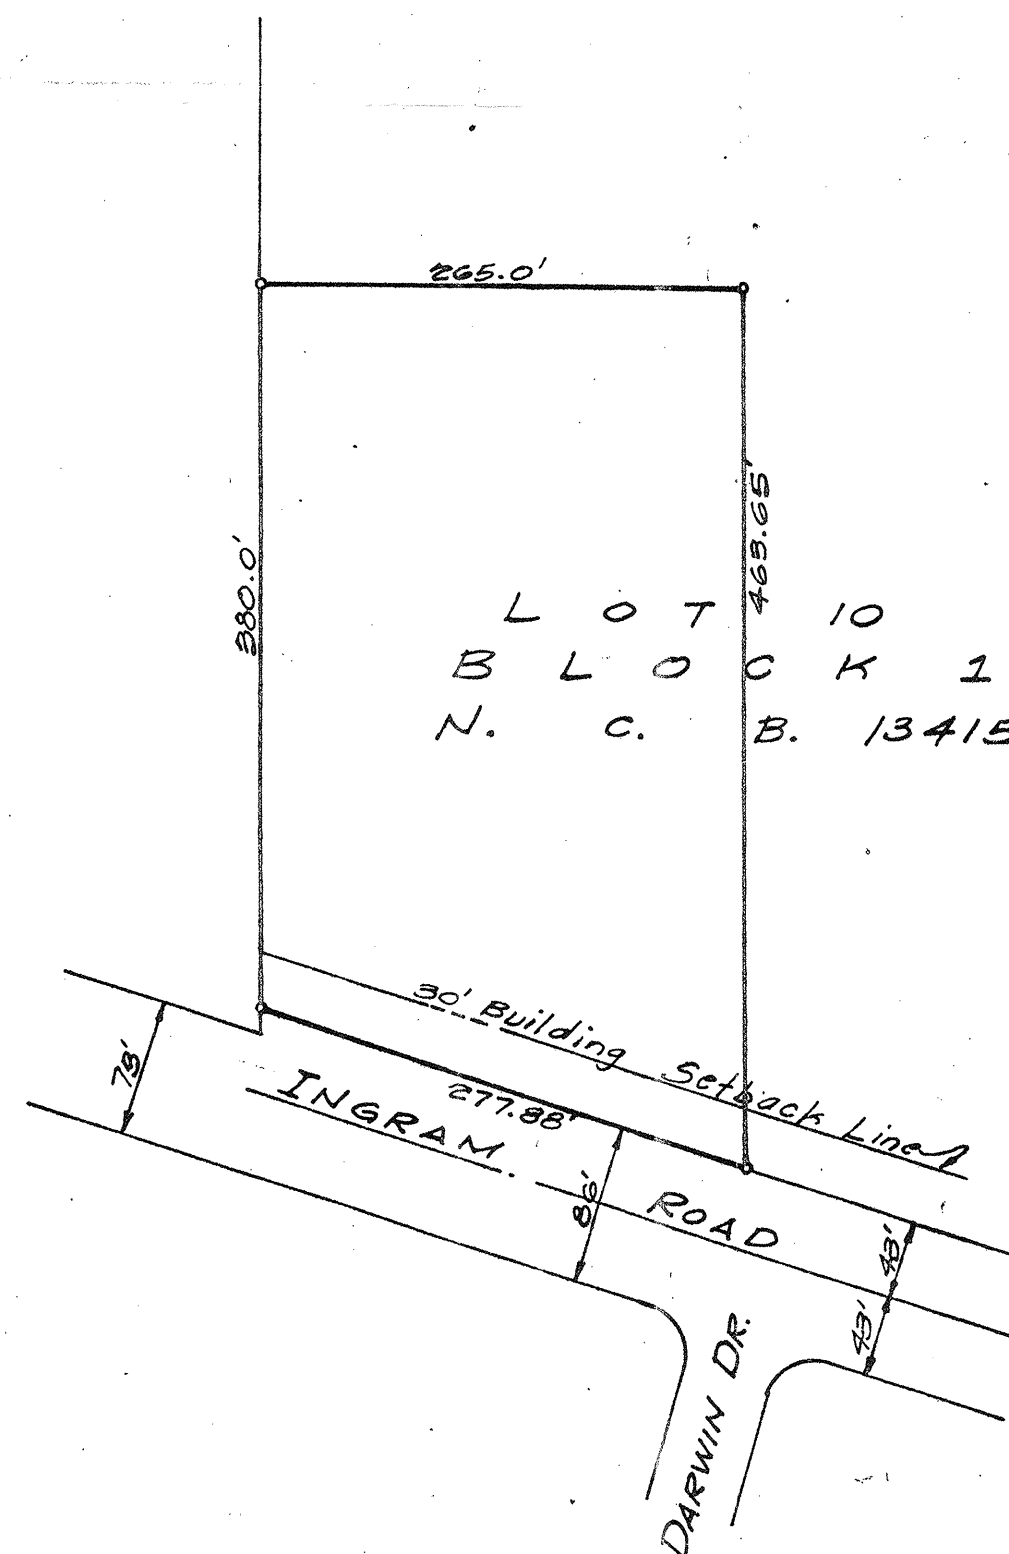 265.0'
380.0'
463.65'
LOT 10
BLOCK 1
N. C. B. 13415
30' Building Setback Line
277.88'
78'
INGRAM ROAD
86'
43'
43'
DARWIN DR.